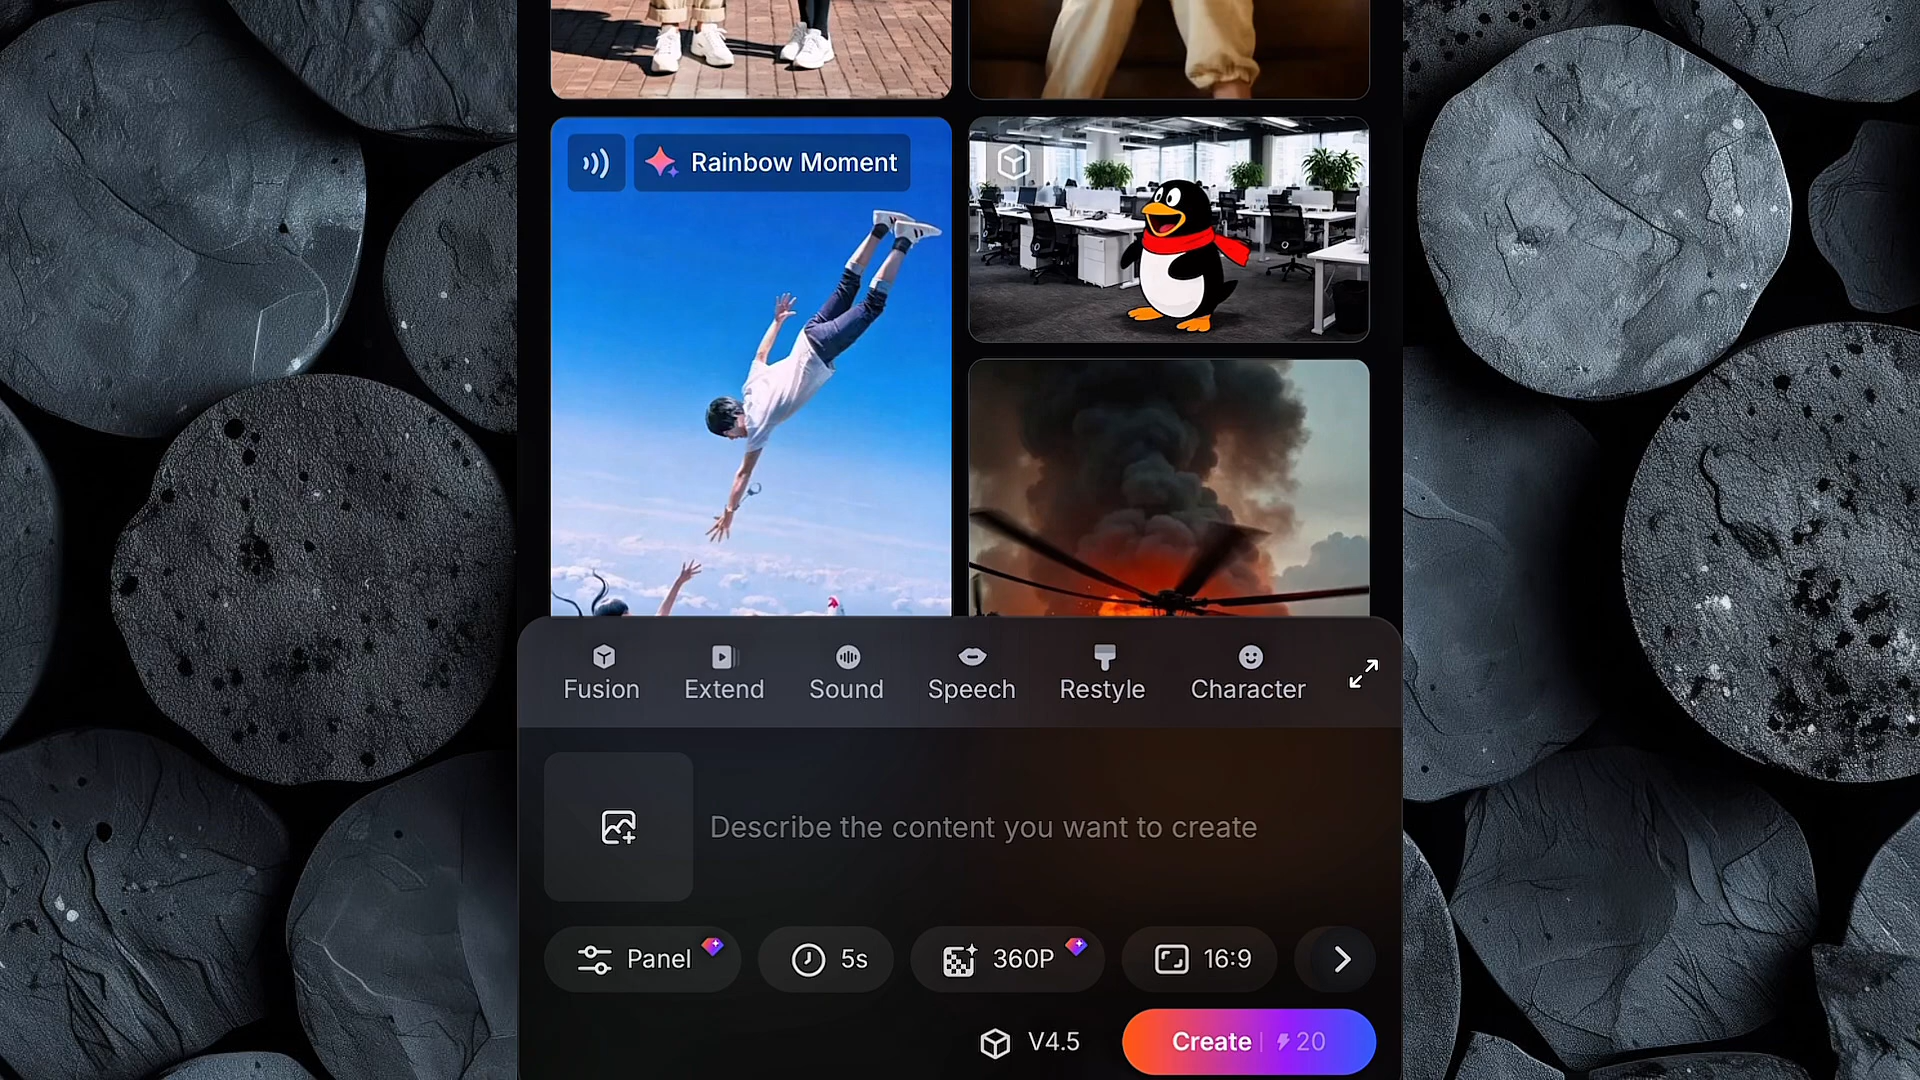 Rainbow Moment
Fusion
Extend
Sound
Speech
Restyle
Character
Describe the content you want to create
Panel
5s
360P
16:9
V4.5
Create | 20